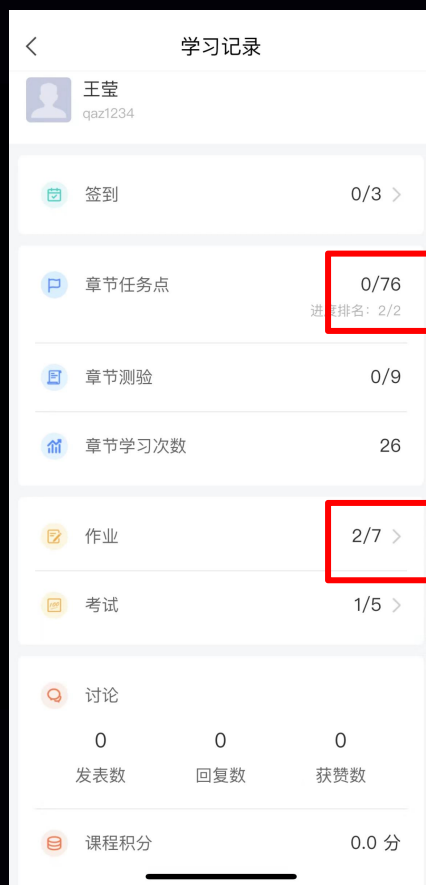 学习记录
王莹
qaz1234
签到 0/3
章节任务点 0/76
进度排名：2/2
章节测验 0/9
章节学习次数 26
作业 2/7
考试 1/5
讨论
0 0 0
发表数 回复数 获赞数
课程积分 0.0 分